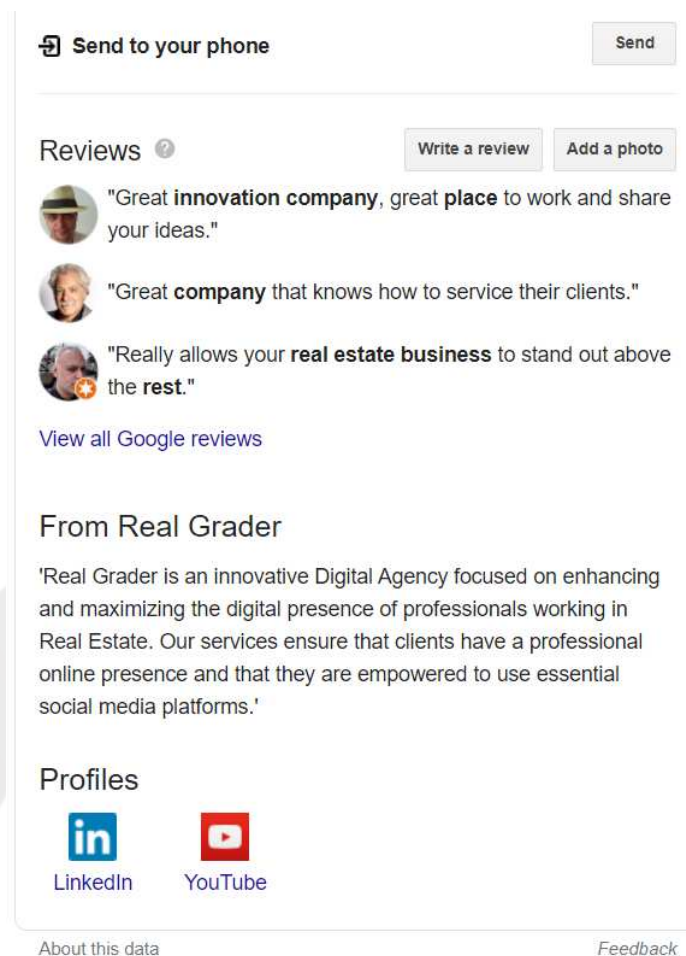 Send to your phone
Send
Reviews
Write a review
Add a photo
"Great innovation company, great place to work and share
your ideas."
"Great company that knows how to service their clients."
"Really allows your real estate business to stand out above
the rest."
View all Google reviews
From Real Grader
'Real Grader is an innovative Digital Agency focused on enhancing
and maximizing the digital presence of professionals working in
Real Estate. Our services ensure that clients have a professional
online presence and that they are empowered to use essential
social media platforms.'
Profiles
in
LinkedIn
YouTube
About this data
Feedback